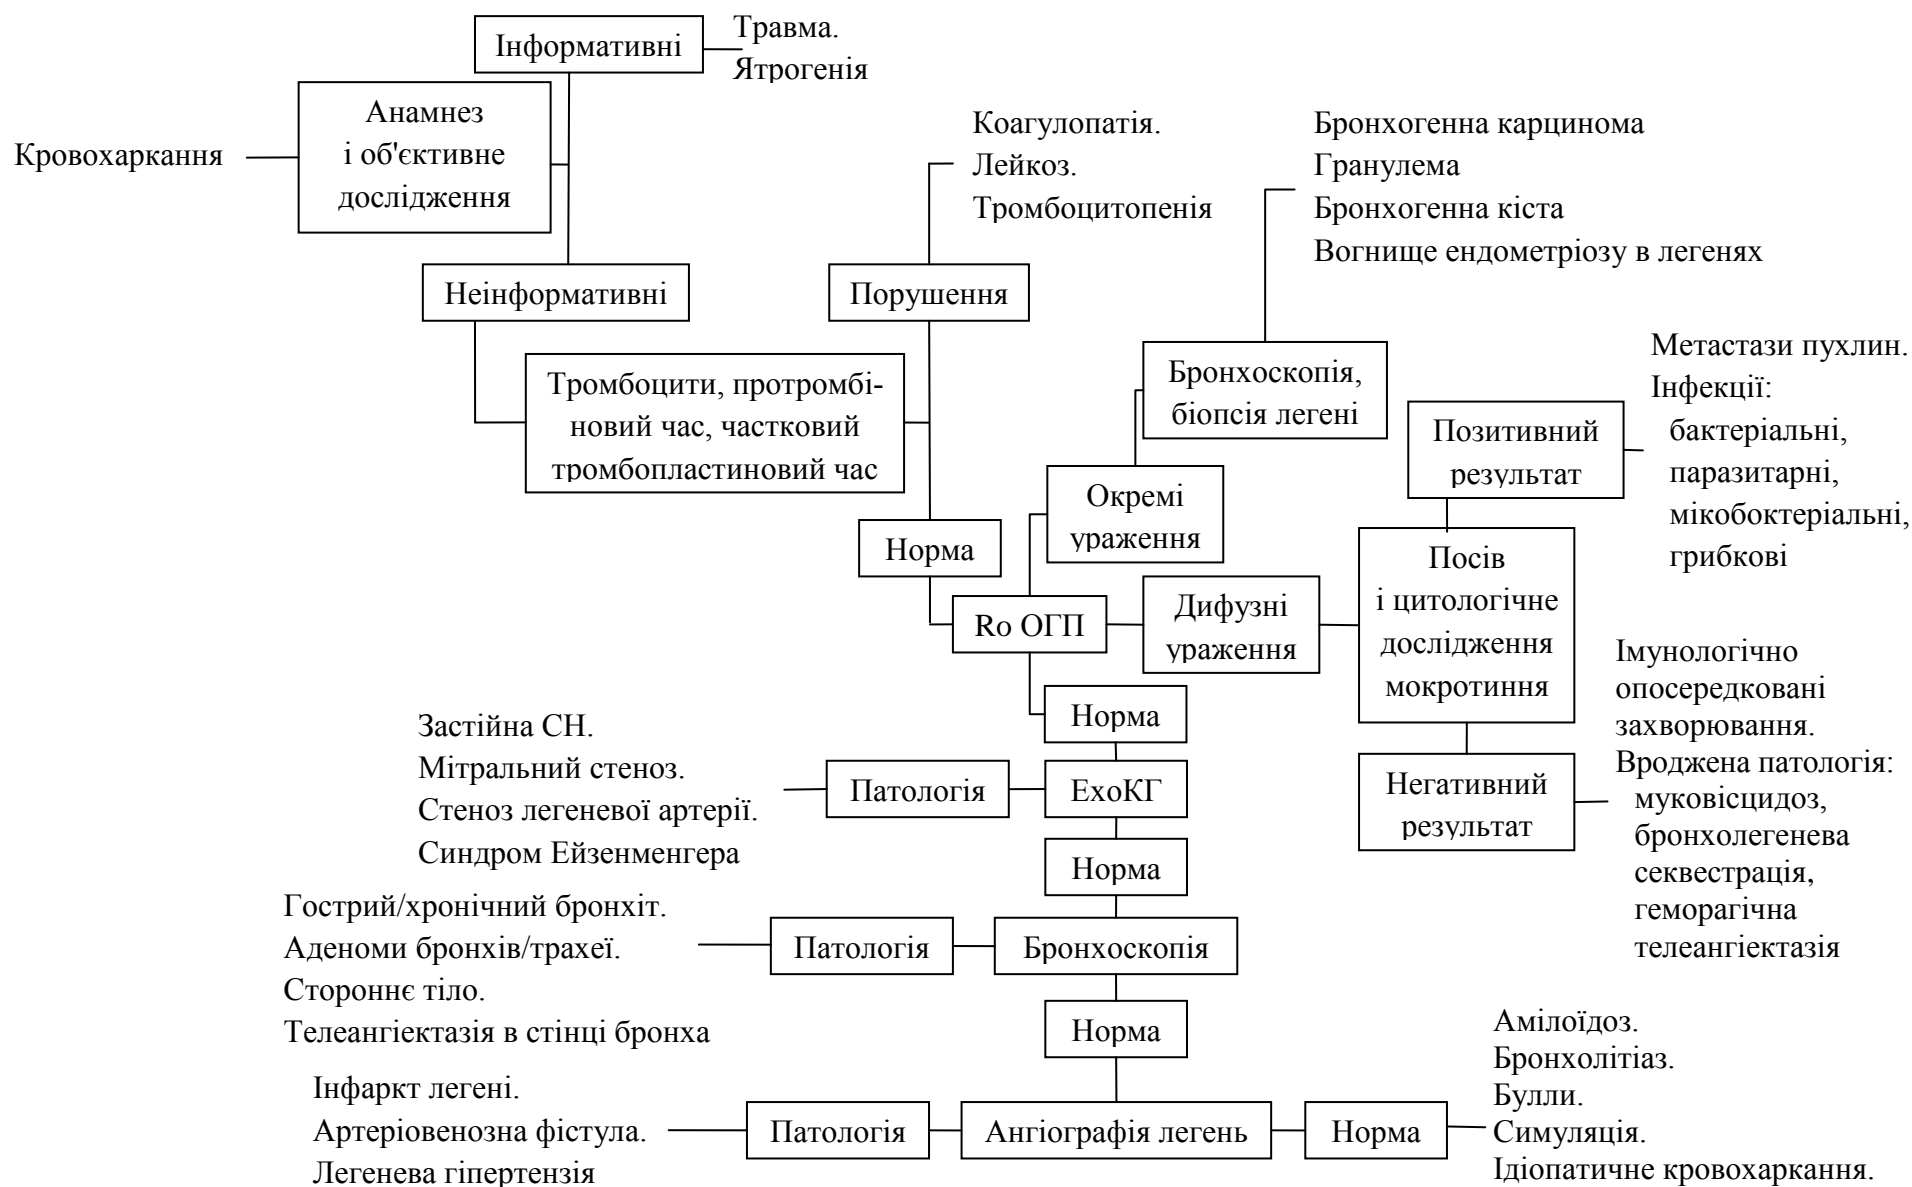 Інформативні
Травма.
Ятрогенія
Кровохаркання
Анамнез
і об'єктивне
дослідження
Неінформативні
Коагулопатія.
Лейкоз.
Тромбоцитопенія
Порушення
Бронхогенна карцинома
Гранулема
Бронхогенна кіста
Вогнище ендометріозу в легенях
Тромбоцити, протромбі-
новий час, частковий
тромбопластиновий час
Бронхоскопія,
біопсія легені
Позитивний
результат
Метастази пухлин.
Інфекції:
бактеріальні,
паразитарні,
мікобоктеріальні,
грибкові
Окремі
ураження
Норма
Ro ОГП
Дифузні
ураження
Посів
і цитологічне
дослідження
мокротиння
Негативний
результат
Імунологічно
опосередковані
захворювання.
Вроджена патологія:
муковісцидоз,
бронхолегенева
секвестрація,
геморагічна
телеангіектазія
Норма
Застійна СН.
Мітральний стеноз.
Стеноз легеневої артерії.
Синдром Ейзенменгера
Патологія
ЕхоКГ
Норма
Гострий/хронічний бронхіт.
Аденоми бронхів/трахеї.
Стороннє тіло.
Телеангіектазія в стінці бронха
Патологія
Бронхоскопія
Норма
Інфаркт легені.
Артеріовенозна фістула.
Легенева гіпертензія
Патологія
Ангіографія легень
Норма
Амілоїдоз.
Бронхолітіаз.
Булли.
Симуляція.
Ідіопатичне кровохаркання.